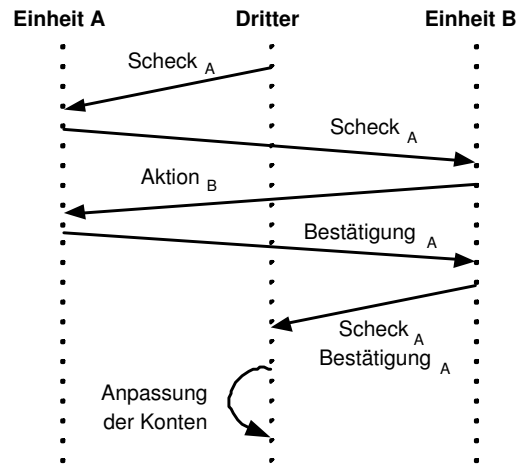 Einheit A Dritter Einheit B
Scheck A
Scheck A
Aktion B
Bestätigung A
Scheck A
Bestätigung A
Anpassung
der Konten